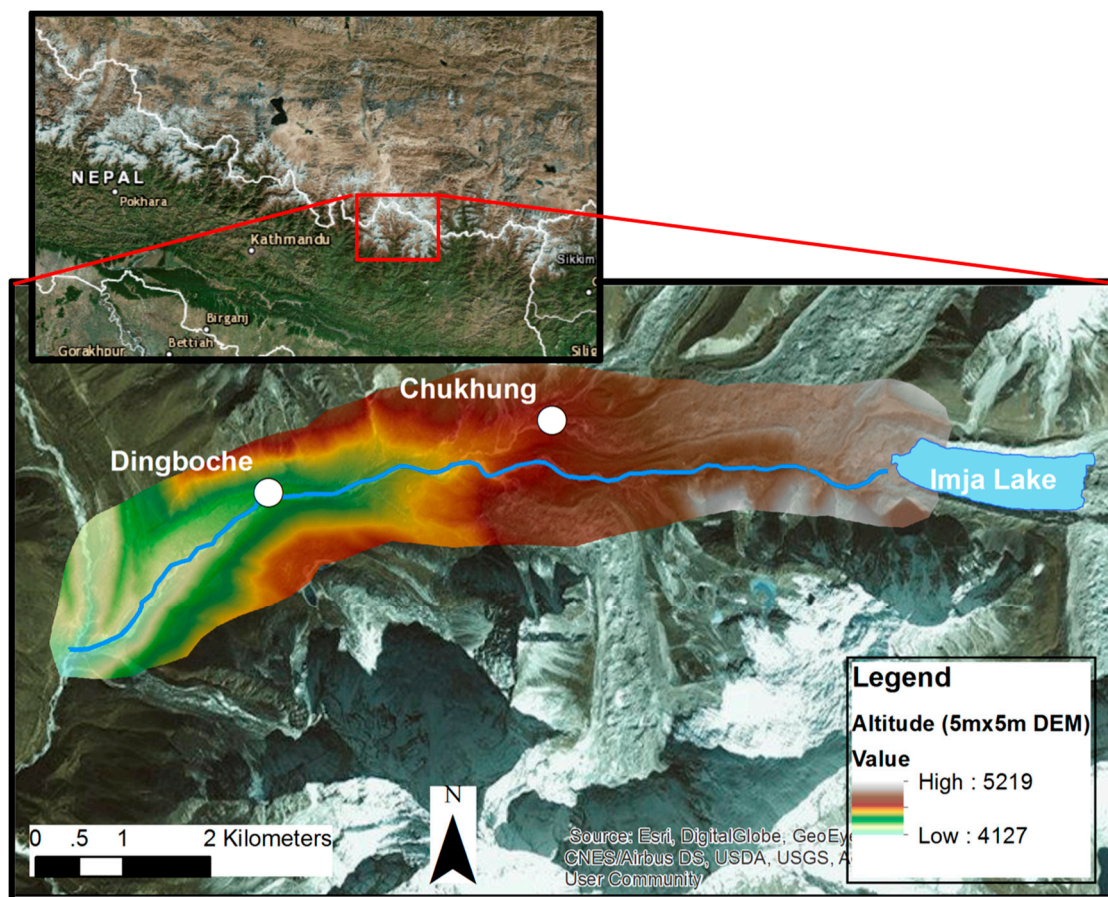 NEPAL
Pokhara
Kathmandu
Sikkim
Birganj
Bettiah
Gorakhpur
Silig
Chukhung
Dingboche
Imja Lake
Legend
Altitude (5mx5m DEM)
Value
High : 5219
Low : 4127
N
0 .5 1 2 Kilometers
Source: Esri, DigitalGlobe, GeoEye
CNES/Airbus DS, USDA, USGS, A
User Community